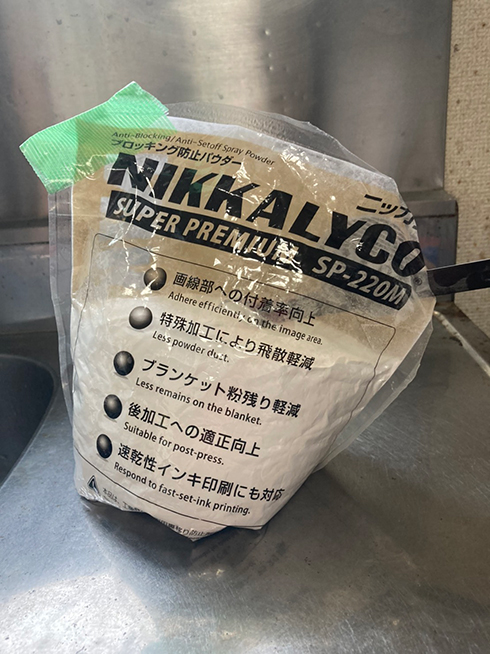 Anti-Blocking/Anti-Setoff Spray Powder
ブロッキング防止パウダー
ニッカ
NIKKALYCO
SUPER PREMIUM SP-220M
画線部への付着率向上
Adhere efficiently on the image area.
特殊加工により飛散軽減
Less powder duct.
ブランケット粉残り軽減
Less remains on the blanket.
後加工への適正向上
Suitable for post-press.
速乾性インキ印刷にも対応
Respond to fast-set-ink printing.